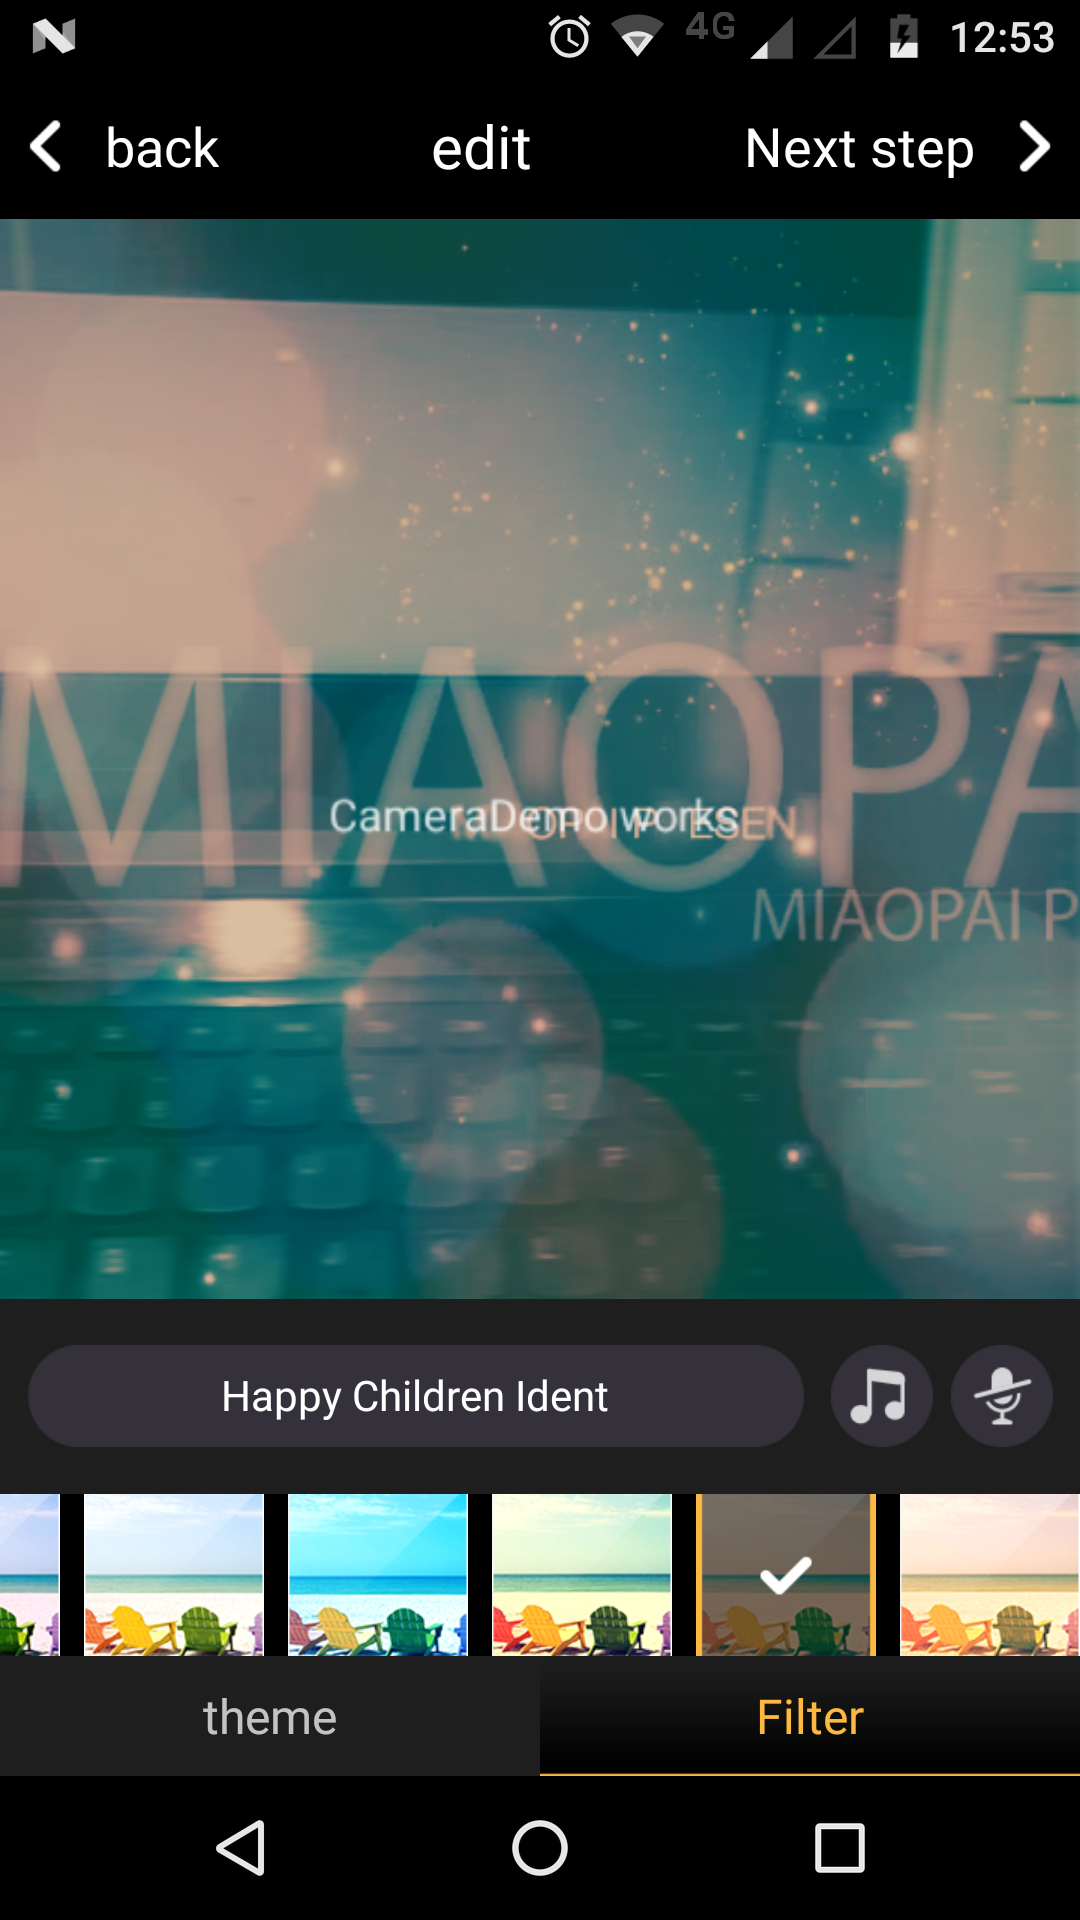 4G 12:53
back edit Next step
MIAOPA
CameraDemo works
MIAOPAI P
Happy Children Ident
theme Filter